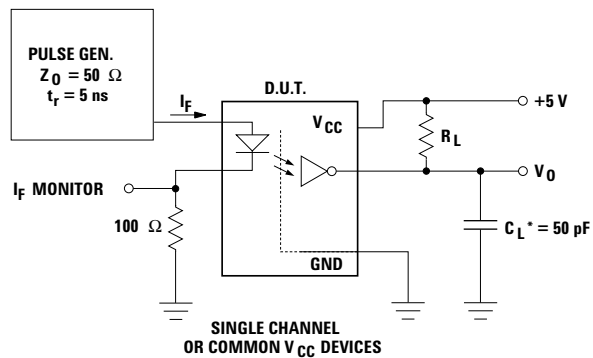 PULSE GEN.
Z O = 50 Ω
t r = 5 ns
I F
D.U.T.
V CC
+5 V
R L
V O
I F MONITOR
100 Ω
C L * = 50 pF
GND
SINGLE CHANNEL
OR COMMON V CC DEVICES